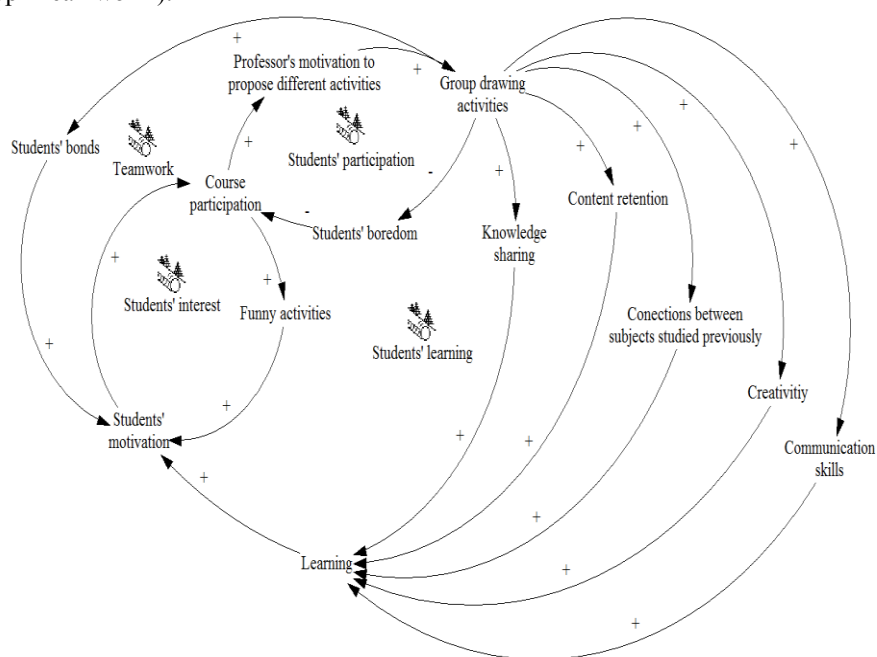 +
Professor's motivation to
propose different activities
+
Group drawing
activities
+
+
+
Students' bonds
Teamwork
+
Students' participation
-
+
+
Course
participation
-
Students' boredom
Knowledge
sharing
Content retention
+
Students' interest
+
Funny activities
Students' learning
Conections between
subjects studied previously
+
+
Creativitiy
Students'
motivation
+
+
+
Communication
skills
+
Learning
+
+